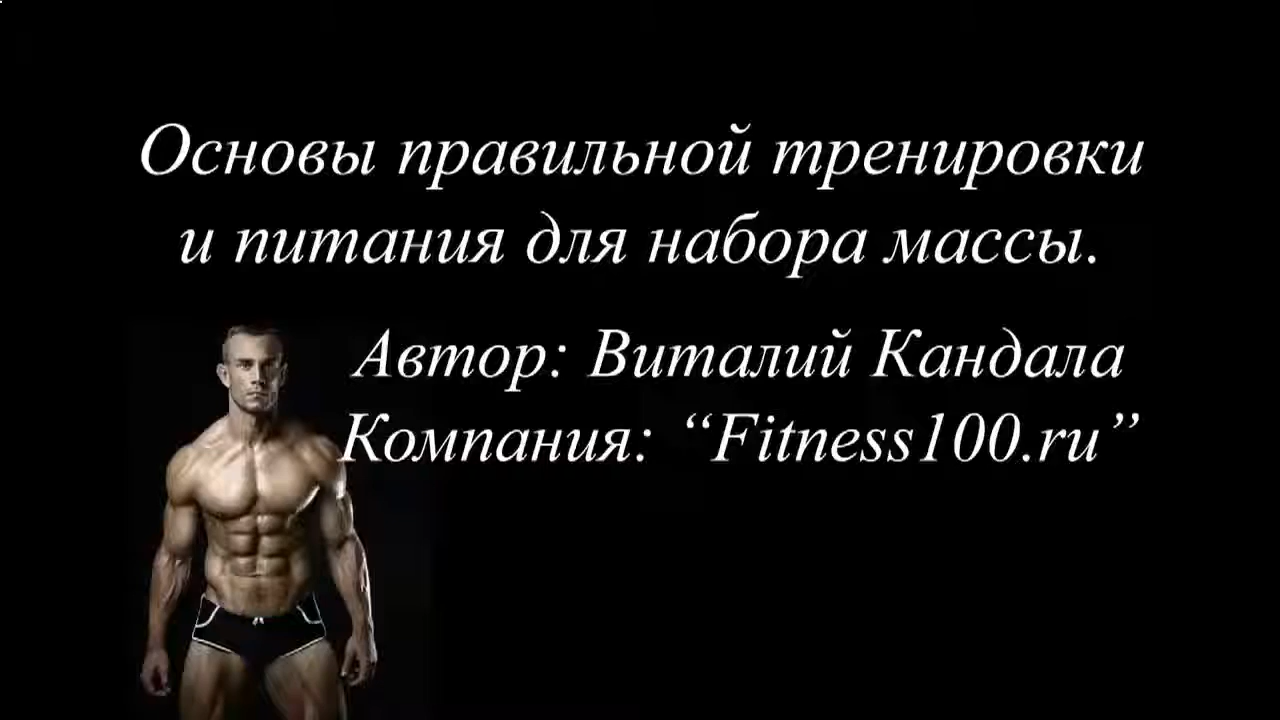 Основы правильной тренировки
и питания для набора массы.
Автор: Виталий Кандала
Компания: “Fitness100.ru”